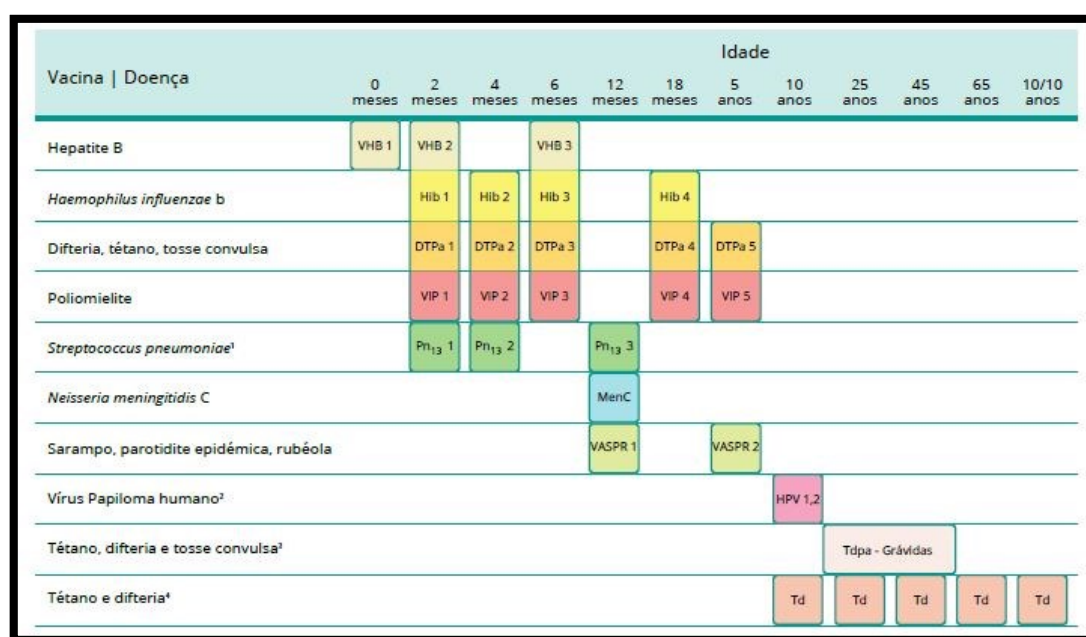 Idade
Vacina | Doença
0 meses 2 meses 4 meses 6 meses 12 meses 18 meses 5 anos 10 anos 25 anos 45 anos 65 anos 10/10 anos
Hepatite B VHB 1 VHB 2 VHB 3
Haemophilus influenzae b Hib 1 Hib 2 Hib 3 Hib 4
Difteria, tétano, tosse convulsa DTPa 1 DTPa 2 DTPa 3 DTPa 4 DTPa 5
Poliomielite VIP 1 VIP 2 VIP 3 VIP 4 VIP 5
Streptococcus pneumoniae¹ Pn₁₃ 1 Pn₁₃ 2 Pn₁₃ 3
Neisseria meningitidis C MenC
Sarampo, parotidite epidémica, rubéola VASPR 1 VASPR 2
Vírus Papiloma humano² HPV 1,2
Tétano, difteria e tosse convulsa³ Tdpa - Grávidas
Tétano e difteria⁴ Td Td Td Td Td